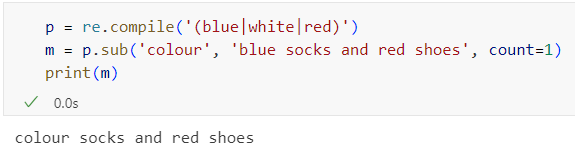 p = re.compile('(blue|white|red)')
m = p.sub('colour', 'blue socks and red shoes', count=1)
print(m)
0.0s
colour socks and red shoes